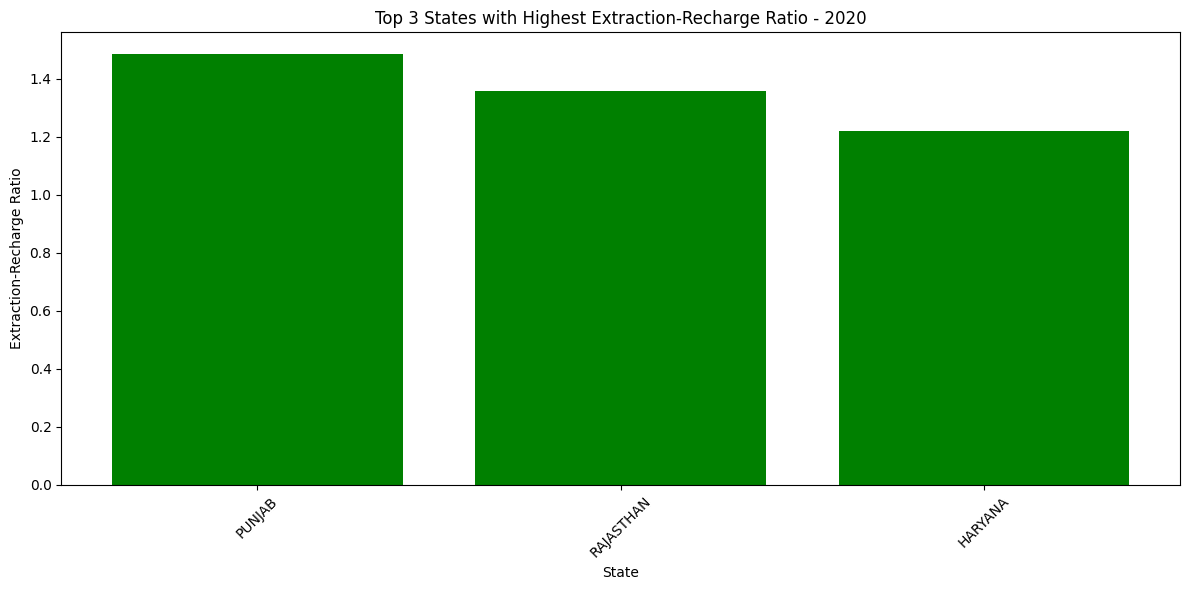 Top 3 States with Highest Extraction-Recharge Ratio - 2020
Extraction-Recharge Ratio
1.4
1.2
1.0
0.8
0.6
0.4
0.2
0.0
PUNJAB
RAJASTHAN
HARYANA
State